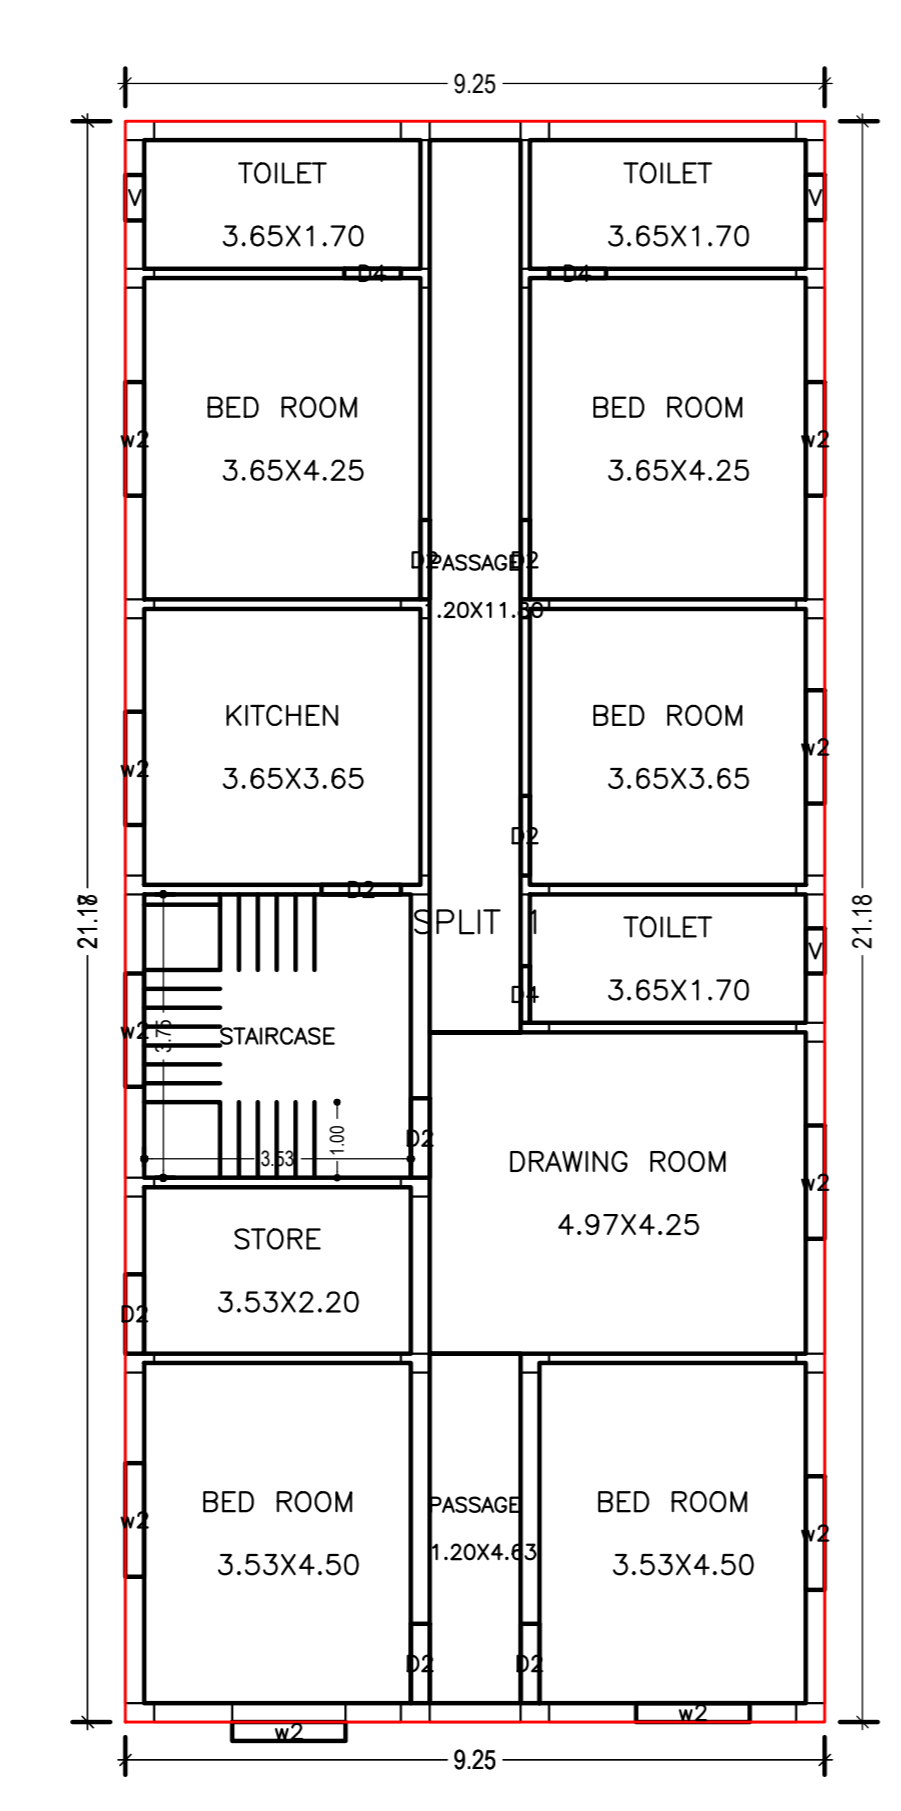 9.25
TOILET
3.65X1.70
TOILET
3.65X1.70
V
V
D4
D4
BED ROOM
3.65X4.25
BED ROOM
3.65X4.25
w2
w2
D2
PASSAGE
D2
1.20X11.80
KITCHEN
3.65X3.65
BED ROOM
3.65X3.65
w2
w2
D2
D2
SPLIT 1
TOILET
3.65X1.70
V
D4
21.18
w2
3.75
STAIRCASE
1.00
3.53
D2
DRAWING ROOM
4.97X4.25
w2
STORE
3.53X2.20
D2
BED ROOM
3.53X4.50
PASSAGE
1.20X4.63
BED ROOM
3.53X4.50
w2
w2
D2
D2
w2
w2
9.25